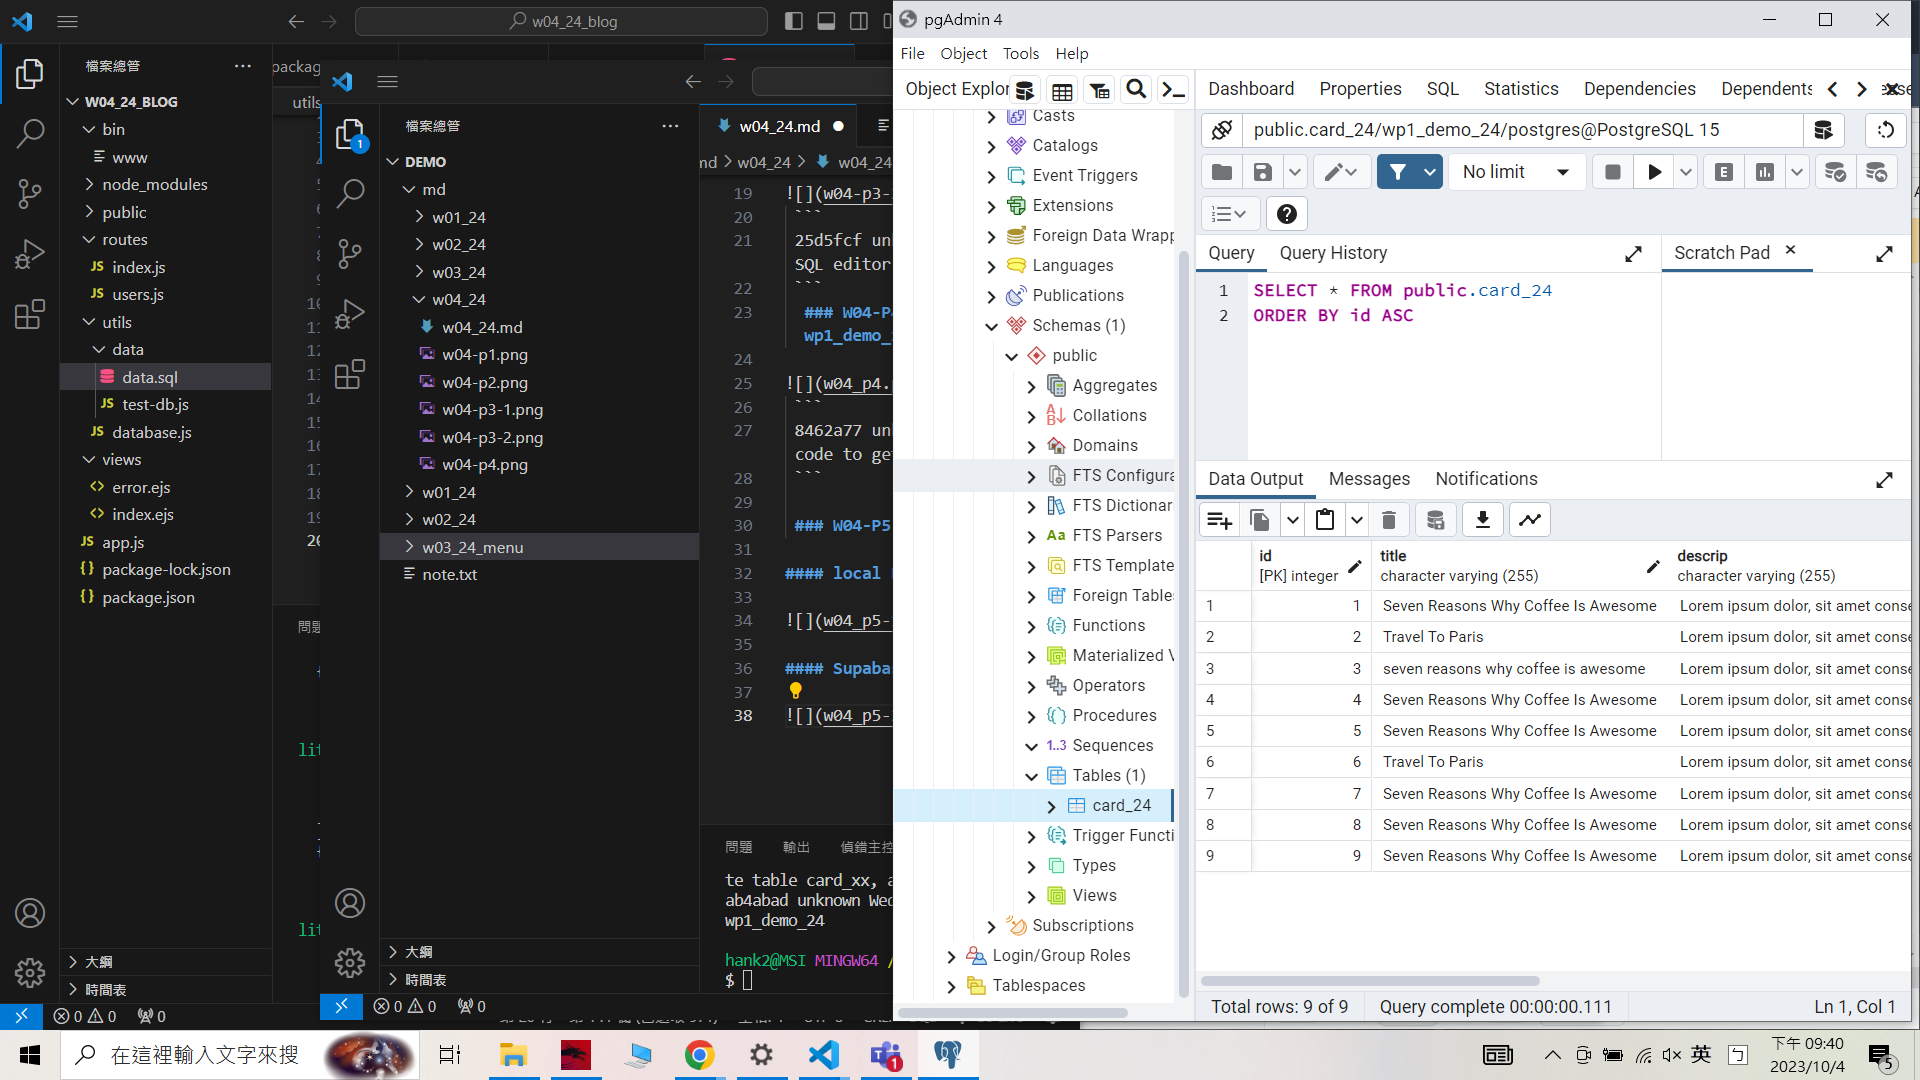 w04_24_blog
檔案總管
W04_24_BLOG
bin
www
node_modules
public
routes
index.js
users.js
utils
data
data.sql
test-db.js
database.js
views
error.ejs
index.ejs
app.js
package-lock.json
package.json
大綱
時間表
0 0 0
檔案總管
DEMO
md
w01_24
w02_24
w03_24
w04_24
w04_24.md
w04-p1.png
w04-p2.png
w04-p3-1.png
w04-p3-2.png
w04-p4.png
w01_24
w02_24
w03_24_menu
note.txt
大綱
時間表
0 0 0
w04_24.md
md > w04_24 > w04_24
19 ![](w04-p3-
20 ```
21 25d5fcf un
SQL editor
22 ```
23 ### W04-P
wp1_demo_
24
25 ![](w04_p4.
26 ```
27 8462a77 un
code to ge
28 ```
29
30 ### W04-P5
31
32 #### local
33
34 ![](w04_p5-
35
36 #### Supaba
37
38 ![](w04_p5-
問題 輸出 偵錯主控
te table card_xx, a
ab4abad unknown Wed
wp1_demo_24
hank2@MSI MINGW64 /
$
pgAdmin 4
File Object Tools Help
Object Explor
Casts
Catalogs
Event Triggers
Extensions
Foreign Data Wrapp
Languages
Publications
Schemas (1)
public
Aggregates
Collations
Domains
FTS Configura
FTS Dictionar
FTS Parsers
FTS Template
Foreign Table
Functions
Materialized V
Operators
Procedures
1..3 Sequences
Tables (1)
card_24
Trigger Functi
Types
Views
Subscriptions
Login/Group Roles
Tablespaces
Dashboard Properties SQL Statistics Dependencies Dependents
public.card_24/wp1_demo_24/postgres@PostgreSQL 15
No limit
Query Query History Scratch Pad
1 SELECT * FROM public.card_24
2 ORDER BY id ASC
Data Output Messages Notifications
id title descrip
[PK] integer character varying (255) character varying (255)
1 1 Seven Reasons Why Coffee Is Awesome Lorem ipsum dolor, sit amet conse
2 2 Travel To Paris Lorem ipsum dolor, sit amet conse
3 3 seven reasons why coffee is awesome Lorem ipsum dolor, sit amet conse
4 4 Seven Reasons Why Coffee Is Awesome Lorem ipsum dolor, sit amet conse
5 5 Seven Reasons Why Coffee Is Awesome Lorem ipsum dolor, sit amet conse
6 6 Travel To Paris Lorem ipsum dolor, sit amet conse
7 7 Seven Reasons Why Coffee Is Awesome Lorem ipsum dolor, sit amet conse
8 8 Seven Reasons Why Coffee Is Awesome Lorem ipsum dolor, sit amet conse
9 9 Seven Reasons Why Coffee Is Awesome Lorem ipsum dolor, sit amet conse
Total rows: 9 of 9 Query complete 00:00:00.111 Ln 1, Col 1
在這裡輸入文字來搜
英
下午 09:40
2023/10/4
5